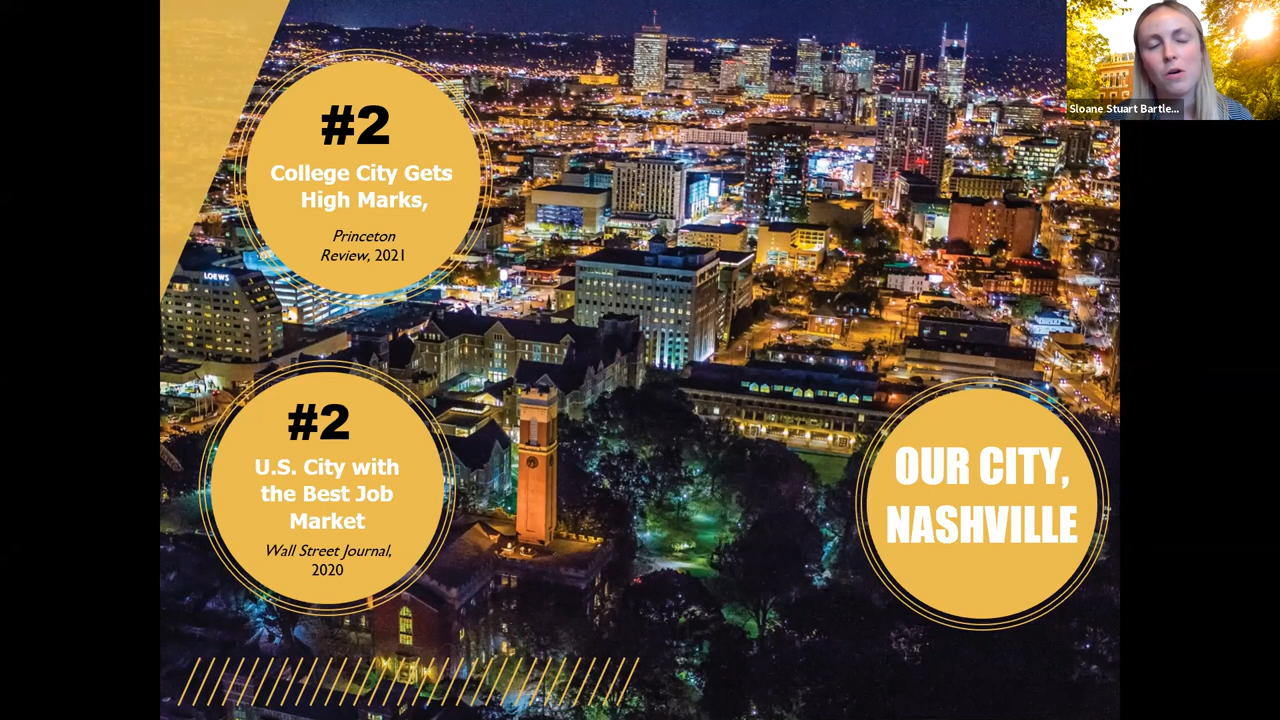 #2
College City Gets
High Marks,
Princeton
Review, 2021
LOEWS
#2
U.S. City with
the Best Job
Market
Wall Street Journal,
2020
OUR CITY,
NASHVILLE
Sloane Stuart Bartle...